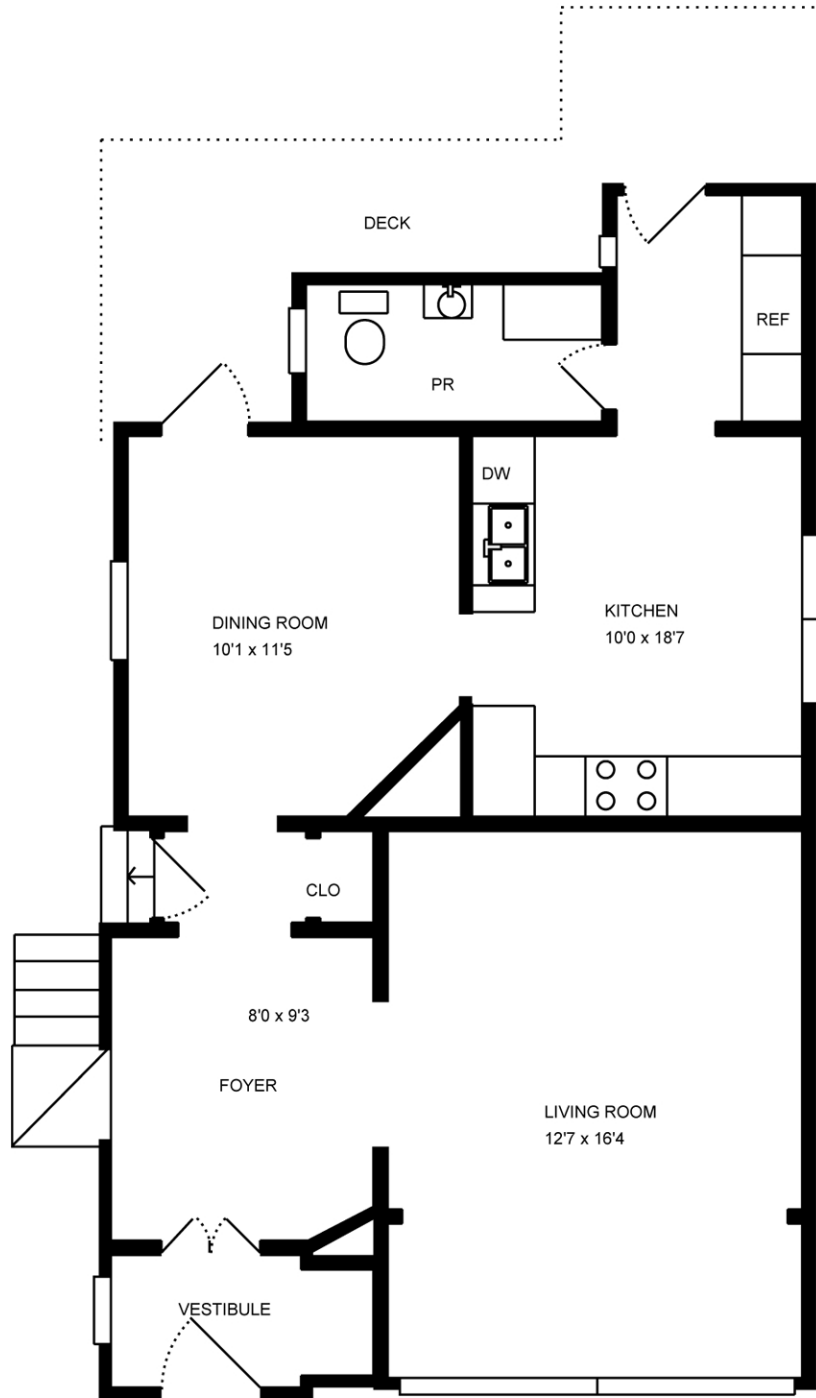 DECK
REF
PR
DW
DINING ROOM
10'1 x 11'5
KITCHEN
10'0 x 18'7
CLO
8'0 x 9'3
FOYER
LIVING ROOM
12'7 x 16'4
VESTIBULE